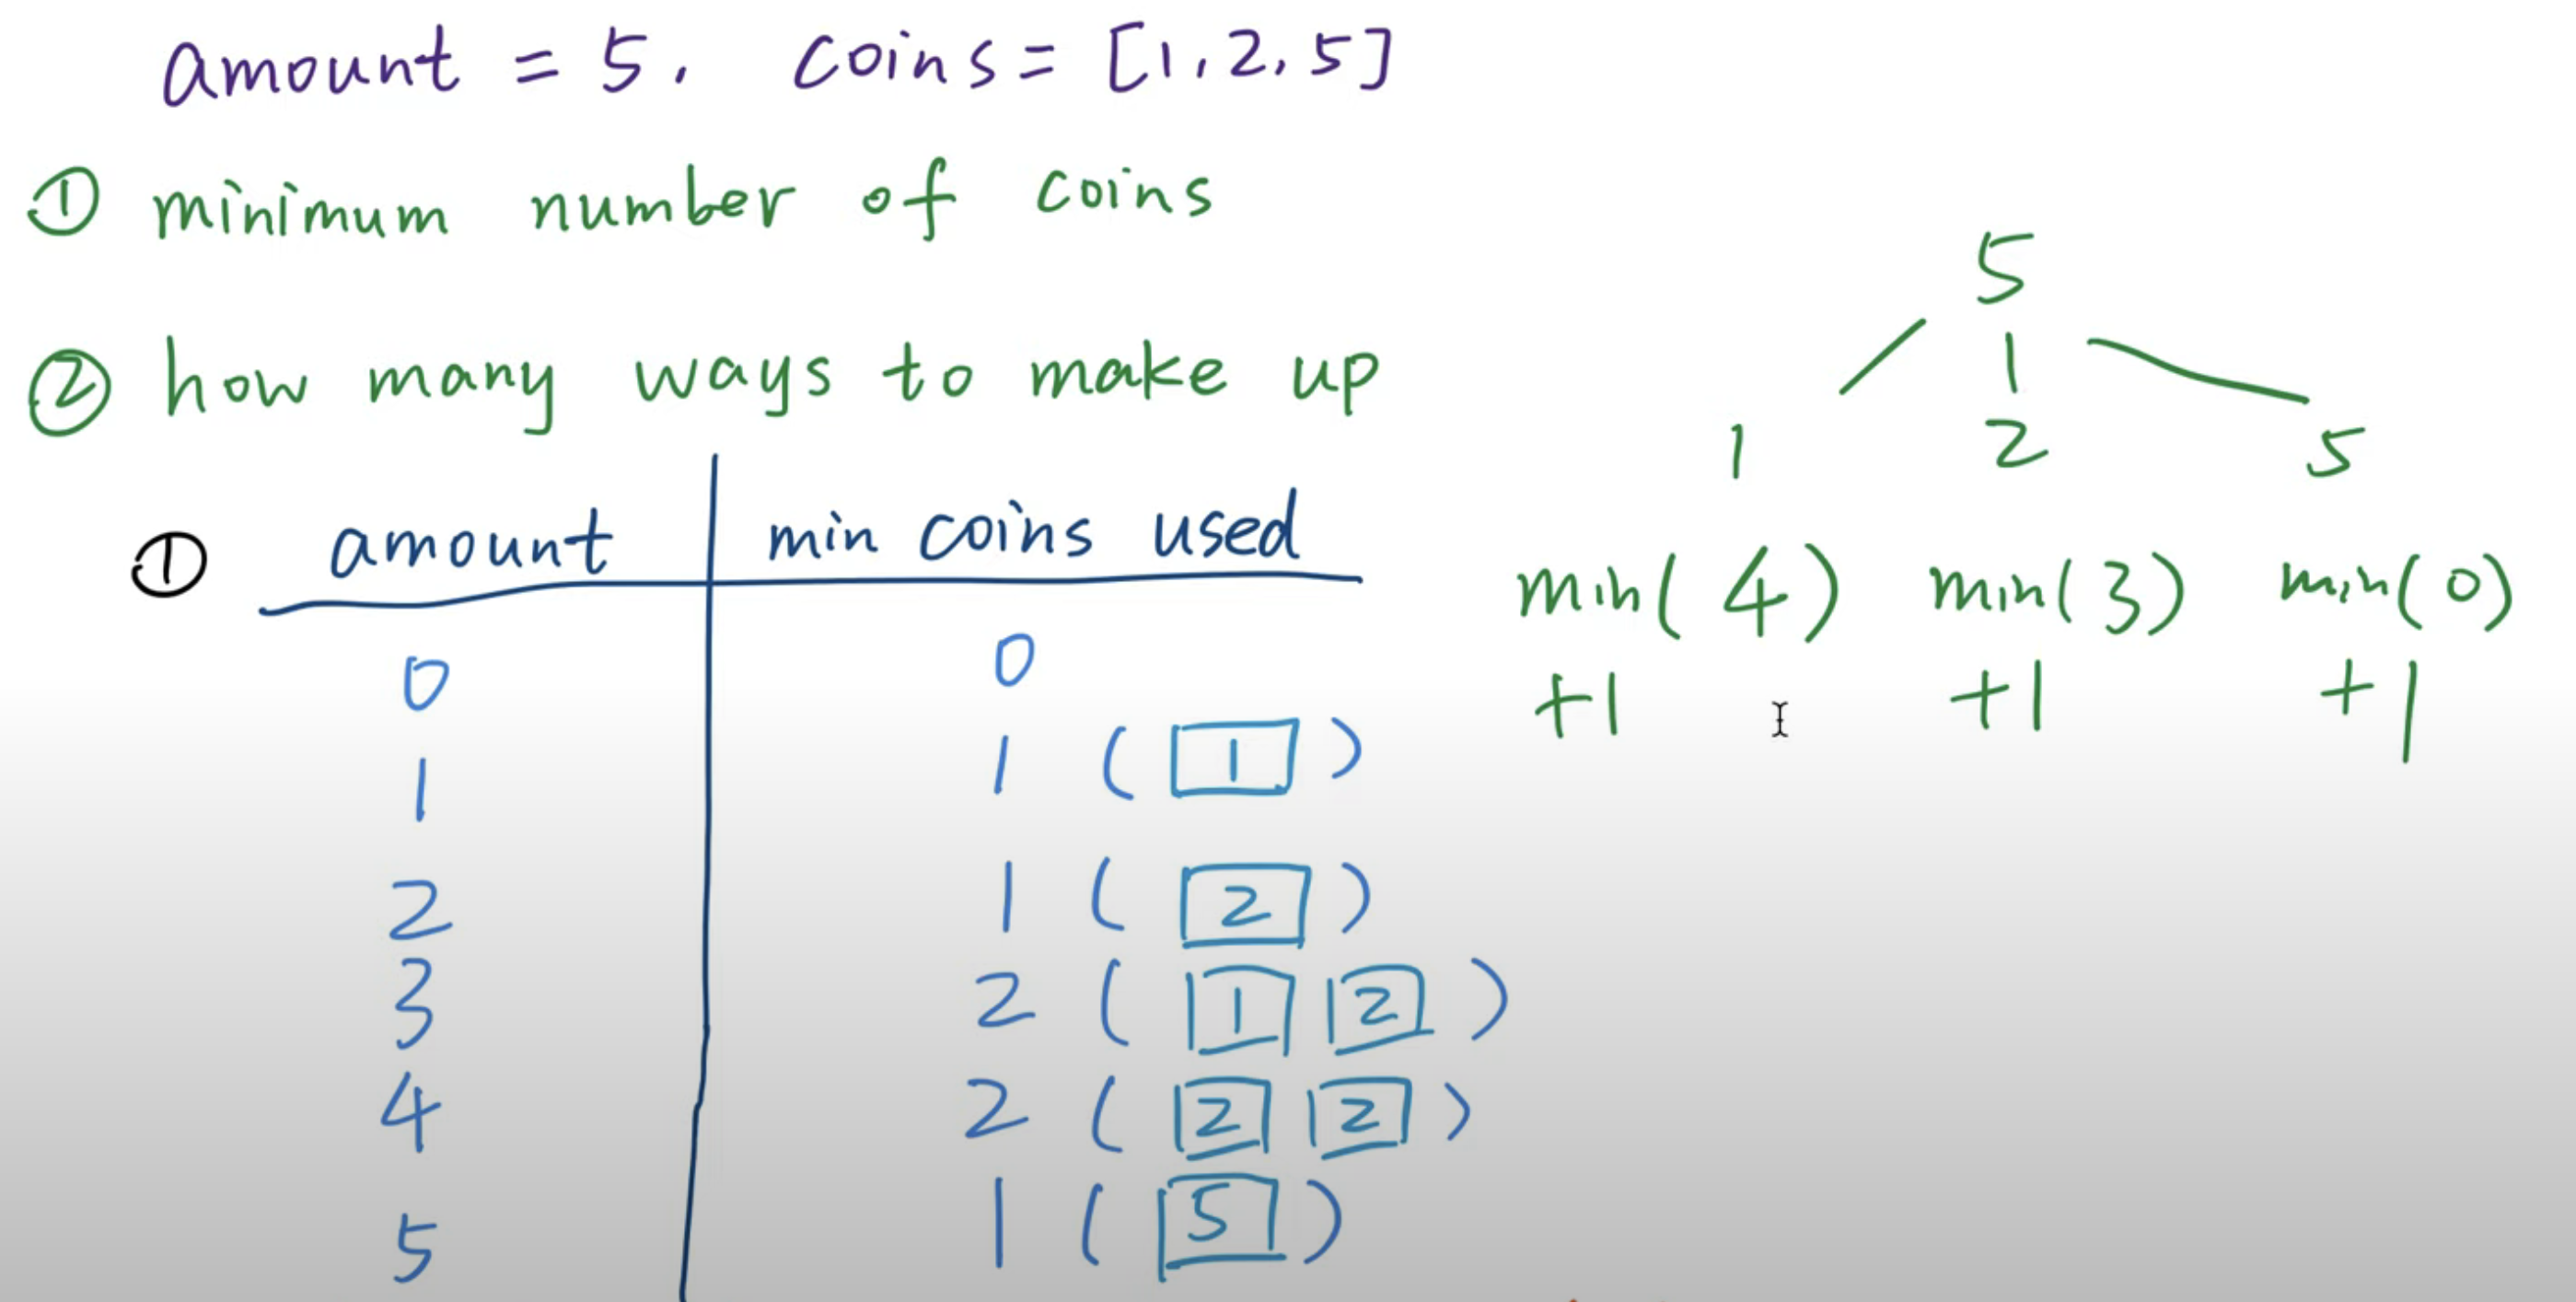 amount = 5. coins = [1, 2, 5]
① minimum number of coins
② how many ways to make up
① amount min coins used
0 0
1 1 ( 1 )
2 1 ( 2 )
3 2 ( 1 2 )
4 2 ( 2 2 )
5 1 ( 5 )
5
1 2 5
min( 4 ) min( 3 ) min( 0 )
+1 +1 +1